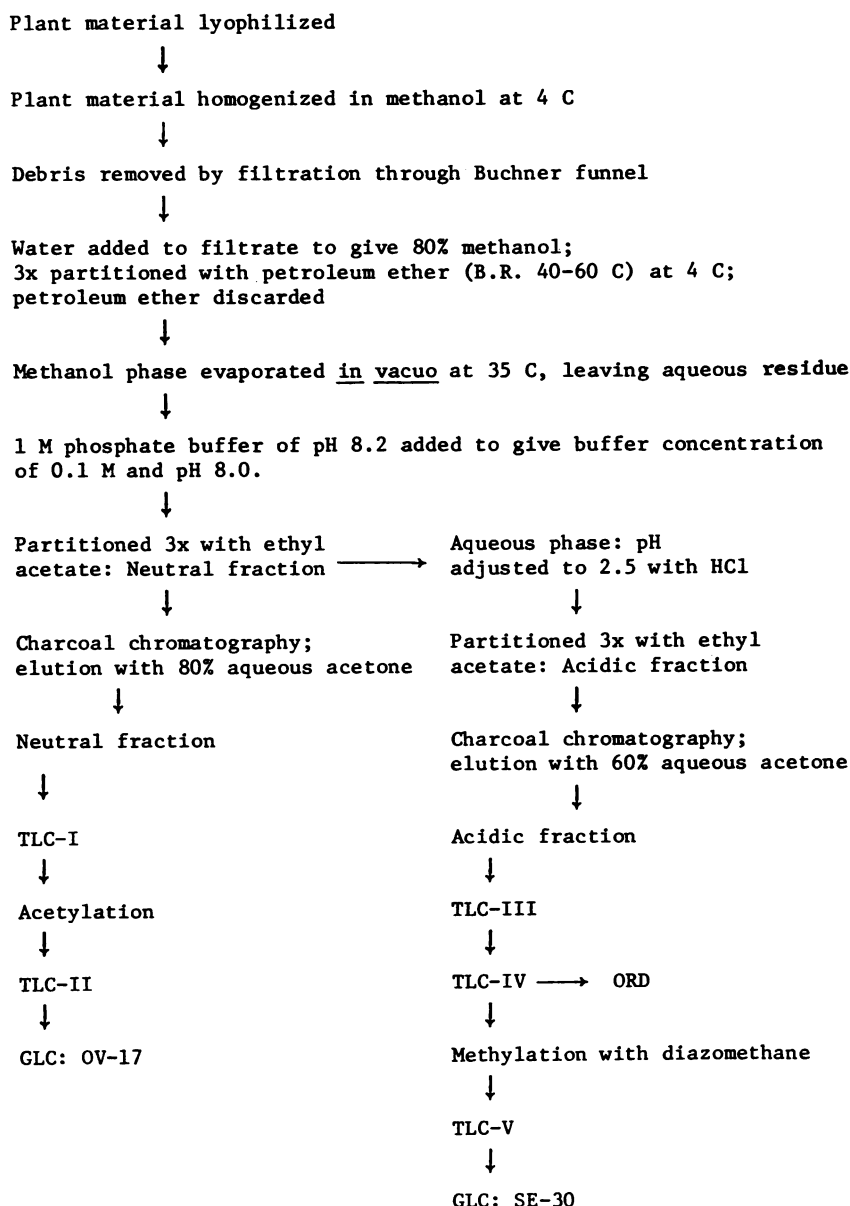 Plant material lyophilized
Plant material homogenized in methanol at 4 C
Debris removed by filtration through Buchner funnel
Water added to filtrate to give 80% methanol;
3x partitioned with petroleum ether (B.R. 40-60 C) at 4 C;
petroleum ether discarded
Methanol phase evaporated in vacuo at 35 C, leaving aqueous residue
1 M phosphate buffer of pH 8.2 added to give buffer concentration
of 0.1 M and pH 8.0.
Partitioned 3x with ethyl
acetate: Neutral fraction
Aqueous phase: pH
adjusted to 2.5 with HCl
Charcoal chromatography;
elution with 80% aqueous acetone
Partitioned 3x with ethyl
acetate: Acidic fraction
Neutral fraction
Charcoal chromatography;
elution with 60% aqueous acetone
TLC-I
Acidic fraction
Acetylation
TLC-III
TLC-II
TLC-IV → ORD
GLC: OV-17
Methylation with diazomethane
TLC-V
GLC: SE-30